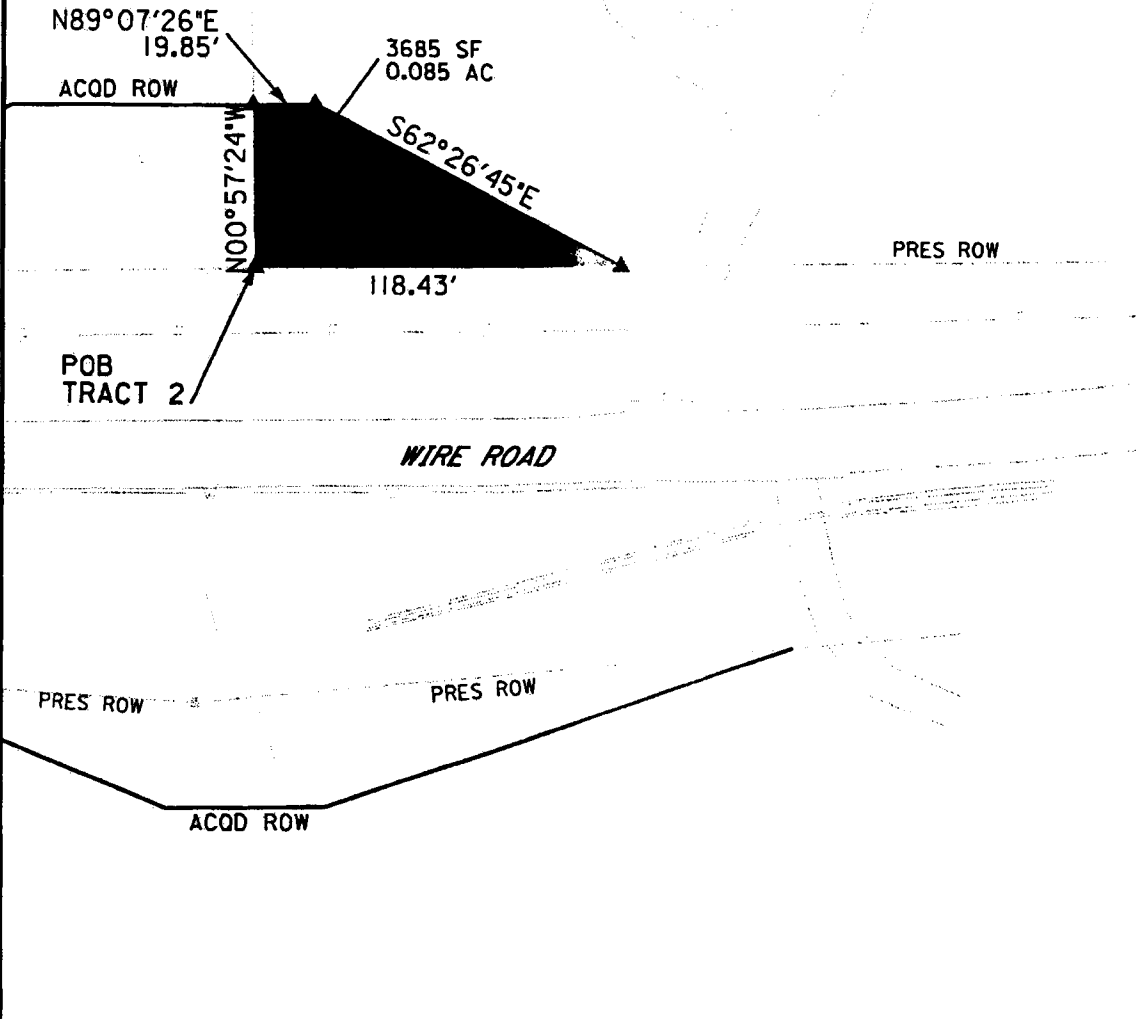 N89°07'26"E
19.85'
3685 SF
0.085 AC
ACQD ROW
N00°57'24"W
S62°26'45"E
PRES ROW
118.43'
POB
TRACT 2
WIRE ROAD
PRES ROW
PRES ROW
ACQD ROW